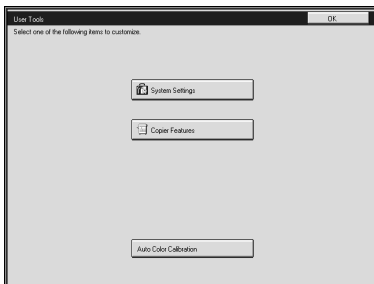 User Tools
OK
Select one of the following items to customize.
System Settings
Copier Features
Auto Color Calibration